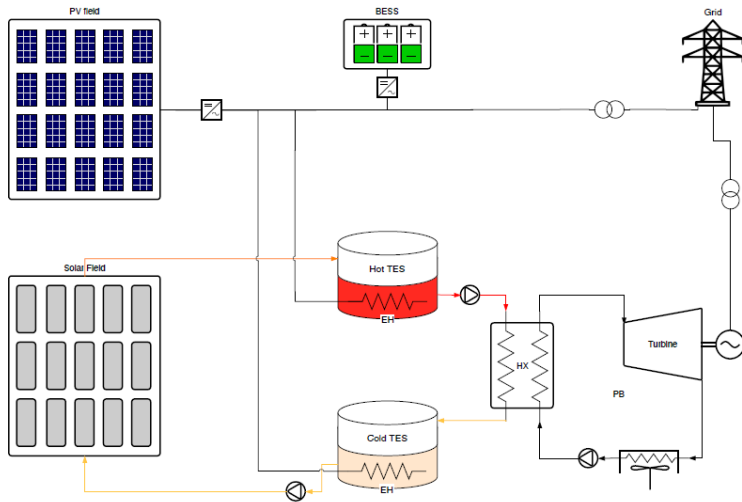 PV field
BESS
Grid
Solar Field
Hot TES
EH
HX
Turbine
PB
Cold TES
EH